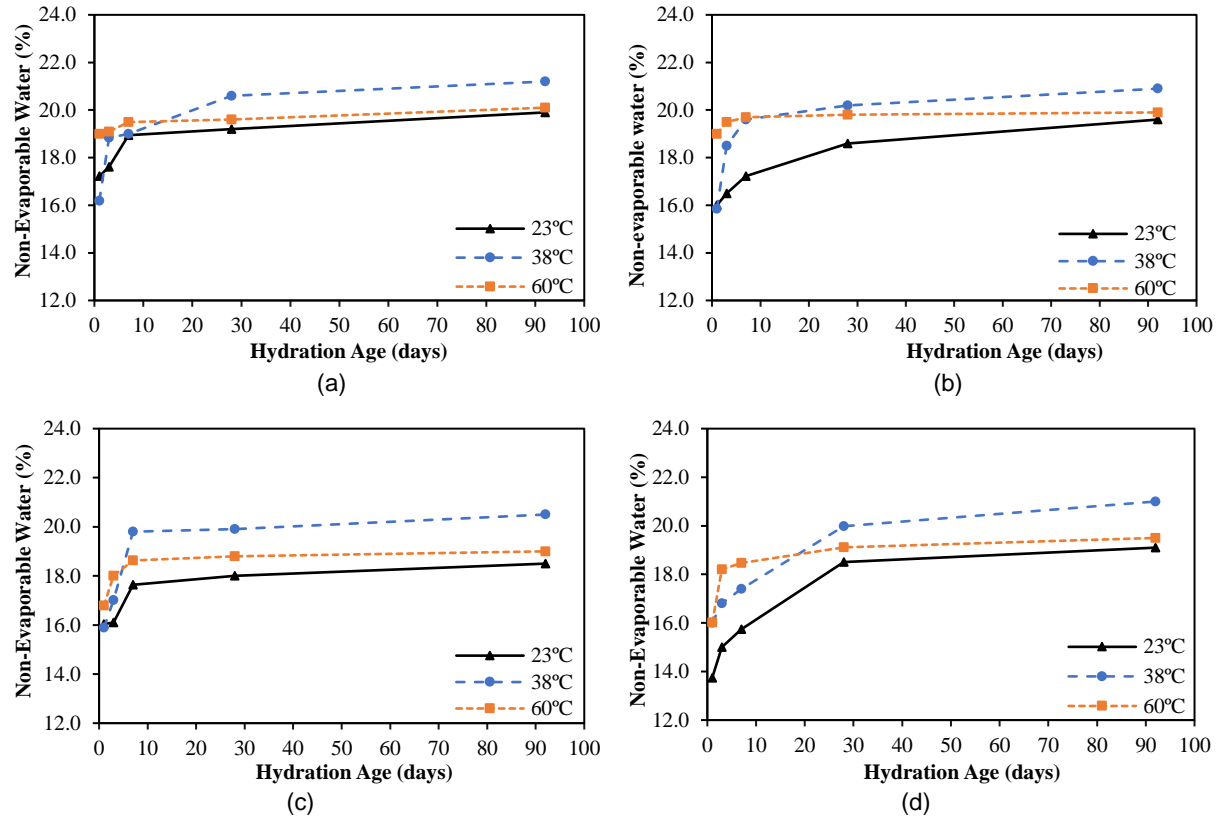 Non-Evaporable Water (%)
24.0
22.0
20.0
18.0
16.0
14.0
12.0
0 10 20 30 40 50 60 70 80 90 100
Hydration Age (days)
23ºC
38ºC
60ºC
(a)
Non-evaporable water (%)
24.0
22.0
20.0
18.0
16.0
14.0
12.0
0 10 20 30 40 50 60 70 80 90 100
Hydration Age (days)
23ºC
38ºC
60ºC
(b)
Non-Evaporable Water (%)
24.0
22.0
20.0
18.0
16.0
14.0
12.0
0 10 20 30 40 50 60 70 80 90 100
Hydration Age (days)
23ºC
38ºC
60ºC
(c)
Non-Evaporable Water (%)
24.0
22.0
20.0
18.0
16.0
14.0
12.0
0 10 20 30 40 50 60 70 80 90 100
Hydration Age (days)
23ºC
38ºC
60ºC
(d)